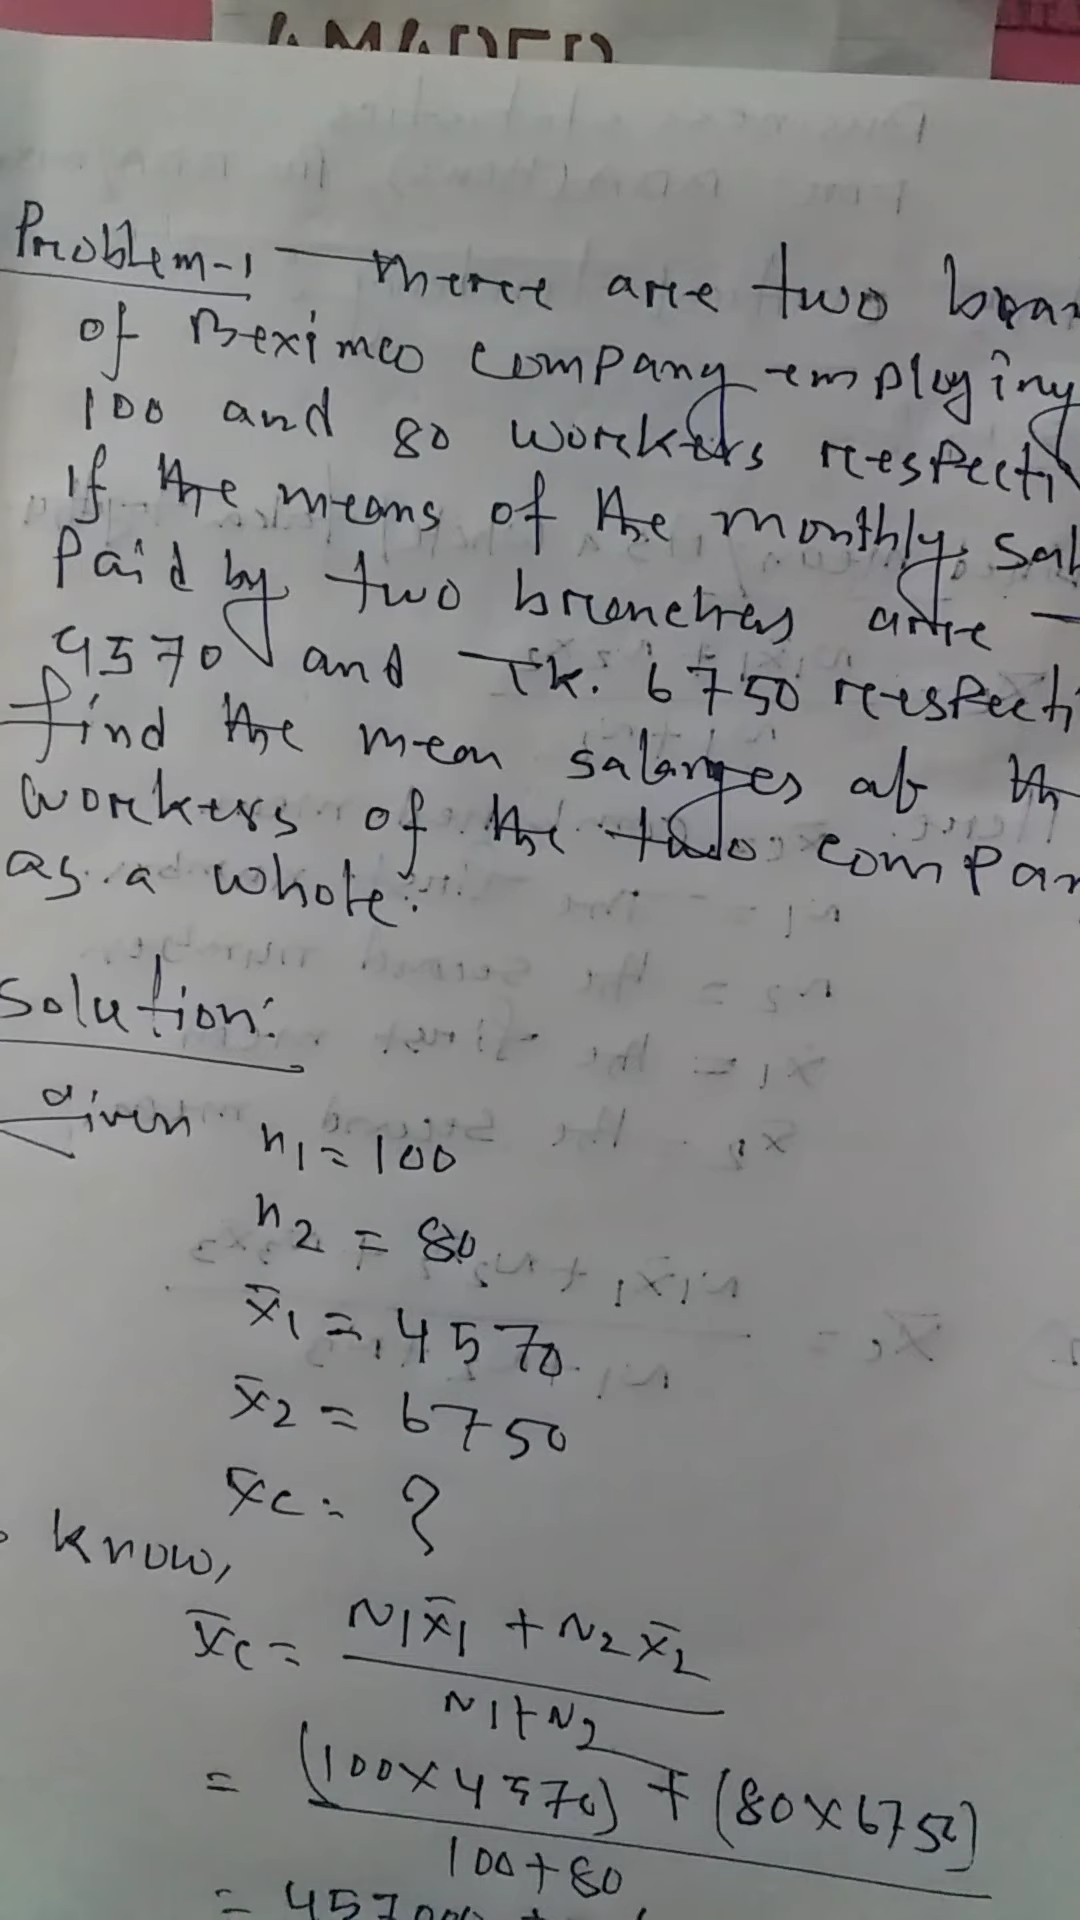 Problem-1 There are two bran
of Beximco company employing
100 and 80 workers respecti
If the means of the monthly sal
Paid by two branches are
4570 and Tk. 6750 respecti
find the mean salaries of th
workers of the two compan
as a whole.
Solution:
Given n1 = 100
n2 = 80
x̄1 = 4570
x̄2 = 6750
x̄c = ?
know,
x̄c = N1x̄1 + N2x̄2
N1+N2
= (100×4570) + (80×6750)
100+80
= 457000 +